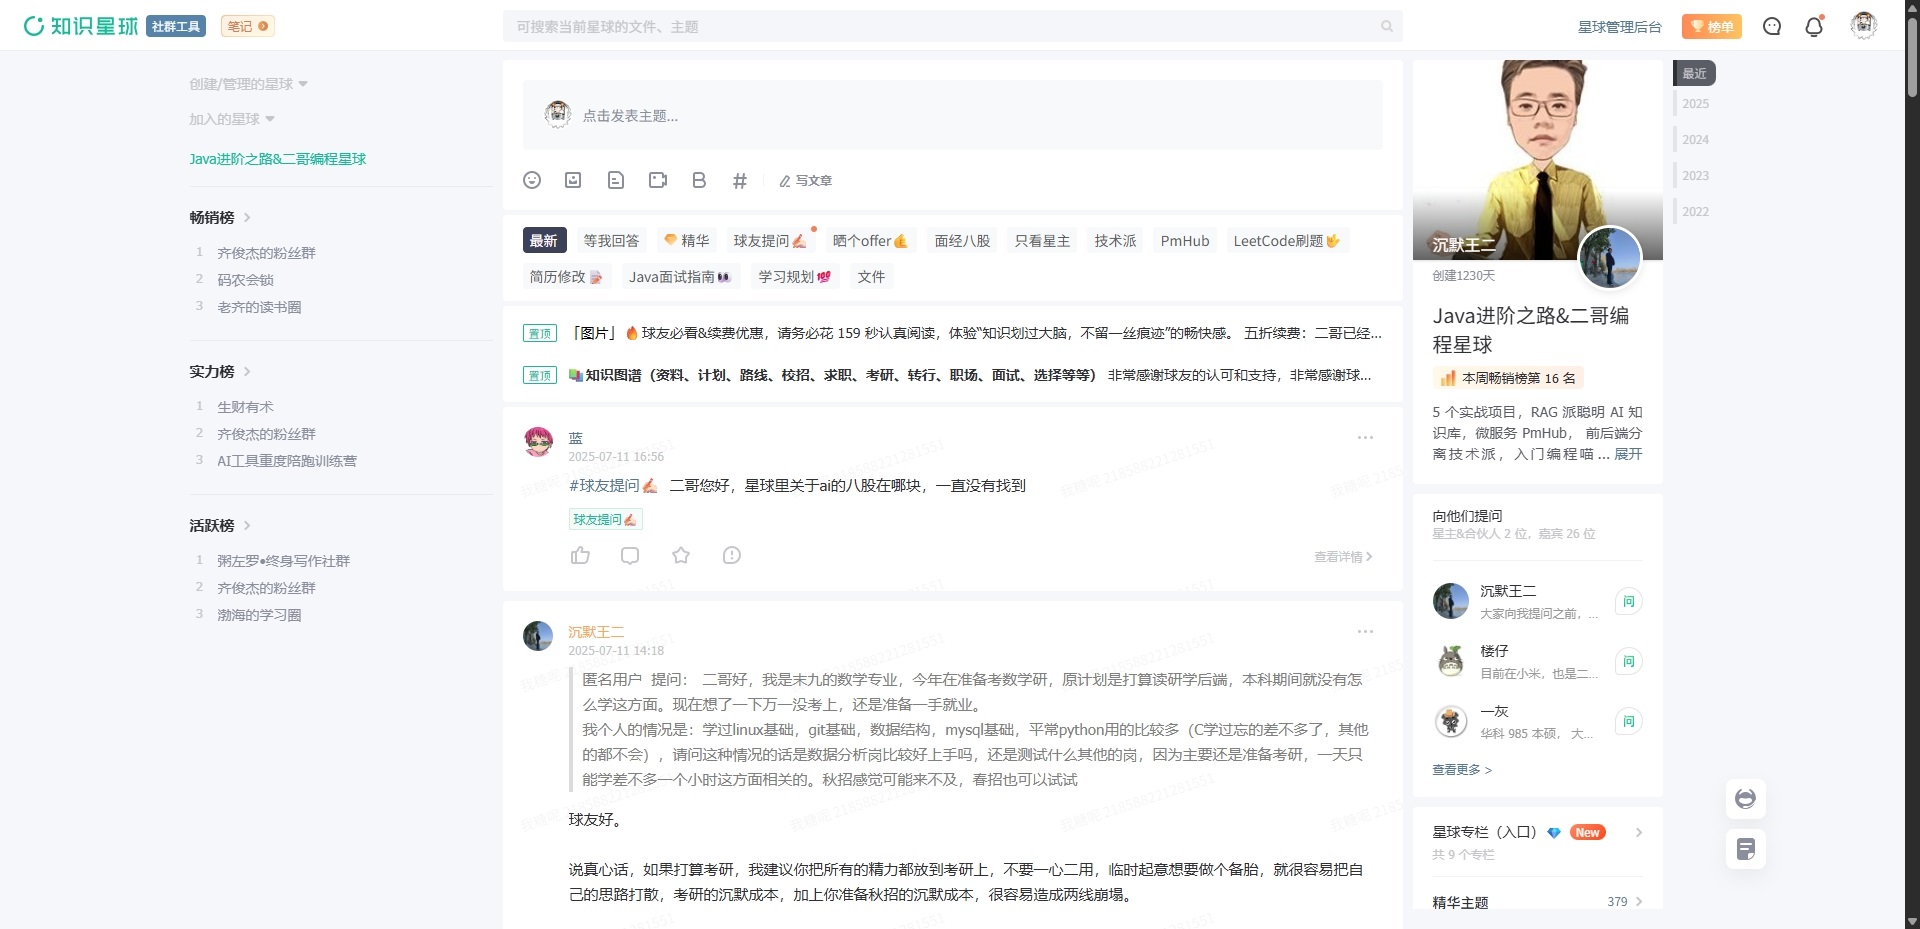 知识星球 社群工具 笔记
可搜索当前星球的文件、主题
星球管理后台 榜单
创建/管理的星球
加入的星球
Java进阶之路&二哥编程星球
畅销榜
1 齐俊杰的粉丝群
2 码农会锁
3 老齐的读书圈
实力榜
1 生财有术
2 齐俊杰的粉丝群
3 AI工具重度陪跑训练营
活跃榜
1 粥左罗•终身写作社群
2 齐俊杰的粉丝群
3 渤海的学习圈
点击发表主题...
写文章
最新 等我回答 精华 球友提问✍🏻 晒个offer💪 面经八股 只看星主 技术派 PmHub LeetCode刷题🤟
简历修改📝 Java面试指南👀 学习规划💯 文件
置顶 「图片」🔥球友必看&续费优惠，请务必花 159 秒认真阅读，体验“知识划过大脑，不留一丝痕迹”的畅快感。 五折续费：二哥已经...
置顶 📚知识图谱（资料、计划、路线、校招、求职、考研、转行、职场、面试、选择等等） 非常感谢球友的认可和支持，非常感谢球...
蓝
2025-07-11 16:56
#球友提问✍🏻 二哥您好，星球里关于ai的八股在哪块，一直没有找到
球友提问✍🏻
查看详情
沉默王二
2025-07-11 14:18
匿名用户 提问： 二哥好，我是末九的数学专业，今年在准备考数学研，原计划是打算读研学后端，本科期间就没有怎
么学这方面。现在想了一下万一没考上，还是准备一手就业。
我个人的情况是：学过linux基础，git基础，数据结构，mysql基础，平常python用的比较多（C学过忘的差不多了，其他
的都不会），请问这种情况的话是数据分析岗比较好上手吗，还是测试什么其他的岗，因为主要还是准备考研，一天只
能学差不多一个小时这方面相关的。秋招感觉可能来不及，春招也可以试试
球友好。
说真心话，如果打算考研，我建议你把所有的精力都放到考研上，不要一心二用，临时起意想要做个备胎，就很容易把自
己的思路打散，考研的沉默成本，加上你准备秋招的沉默成本，很容易造成两线崩塌。
沉默王二
创建1230天
Java进阶之路&二哥编
程星球
本周畅销榜第 16 名
5 个实战项目，RAG 派聪明 AI 知
识库，微服务 PmHub， 前后端分
离技术派，入门编程喵 ... 展开
向他们提问
星主&合伙人 2 位，嘉宾 26 位
沉默王二
大家向我提问之前，...
问
楼仔
目前在小米，也是二...
问
一灰
华科 985 本硕， 大...
问
查看更多 >
星球专栏（入口） 💎 New
共 9 个专栏
精华主题 379
最近
2025
2024
2023
2022